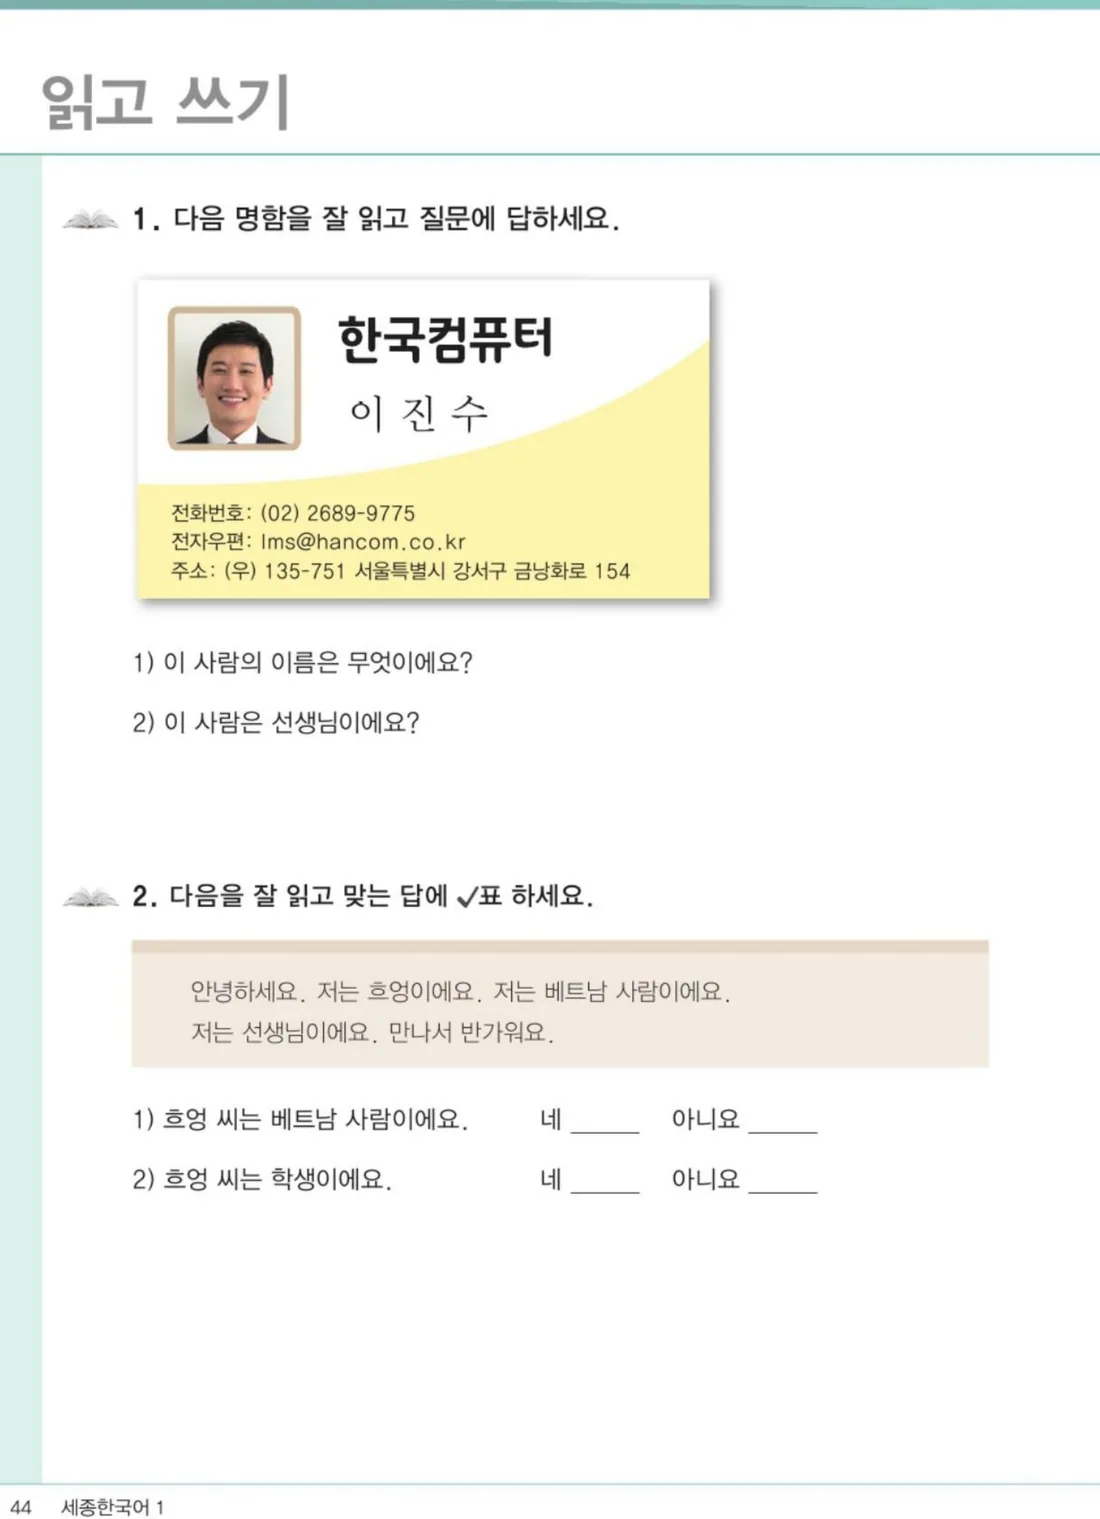 읽고 쓰기
1. 다음 명함을 잘 읽고 질문에 답하세요.
한국컴퓨터
이 진 수
전화번호: (02) 2689-9775
전자우편: lms@hancom.co.kr
주소: (우) 135-751 서울특별시 강서구 금낭화로 154
1) 이 사람의 이름은 무엇이에요?
2) 이 사람은 선생님이에요?
2. 다음을 잘 읽고 맞는 답에 ✓표 하세요.
안녕하세요. 저는 흐엉이에요. 저는 베트남 사람이에요.
저는 선생님이에요. 만나서 반가워요.
1) 흐엉 씨는 베트남 사람이에요. 네 _____ 아니요 _____
2) 흐엉 씨는 학생이에요. 네 _____ 아니요 _____
44 세종한국어 1